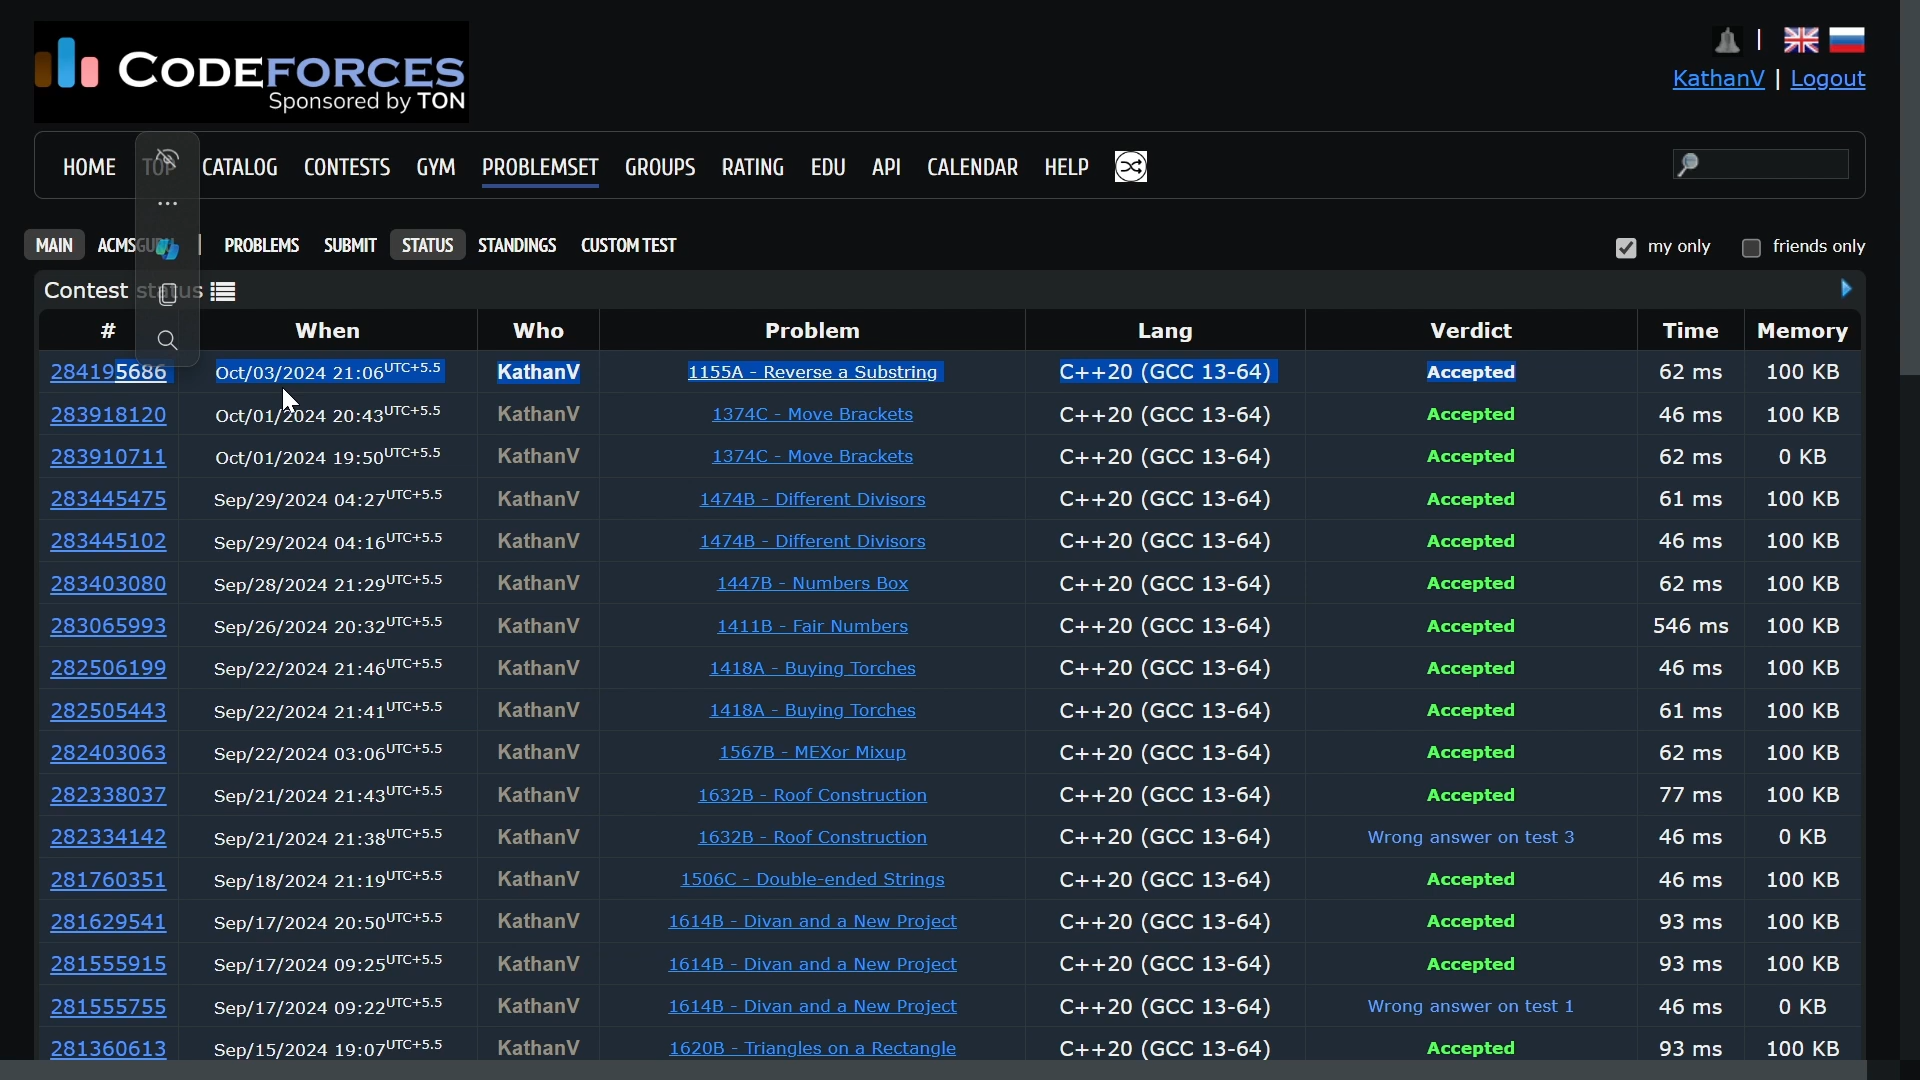 CODEFORCES
Sponsored by TON
|
KathanV | Logout
HOME TOP CATALOG CONTESTS GYM PROBLEMSET GROUPS RATING EDU API CALENDAR HELP
MAIN ACMSGURU | PROBLEMS SUBMIT STATUS STANDINGS CUSTOM TEST my only friends only
Contest status
# When Who Problem Lang Verdict Time Memory
284195686 Oct/03/2024 21:06UTC+5.5 KathanV 1155A - Reverse a Substring C++20 (GCC 13-64) Accepted 62 ms 100 KB
283918120 Oct/01/2024 20:43UTC+5.5 KathanV 1374C - Move Brackets C++20 (GCC 13-64) Accepted 46 ms 100 KB
283910711 Oct/01/2024 19:50UTC+5.5 KathanV 1374C - Move Brackets C++20 (GCC 13-64) Accepted 62 ms 0 KB
283445475 Sep/29/2024 04:27UTC+5.5 KathanV 1474B - Different Divisors C++20 (GCC 13-64) Accepted 61 ms 100 KB
283445102 Sep/29/2024 04:16UTC+5.5 KathanV 1474B - Different Divisors C++20 (GCC 13-64) Accepted 46 ms 100 KB
283403080 Sep/28/2024 21:29UTC+5.5 KathanV 1447B - Numbers Box C++20 (GCC 13-64) Accepted 62 ms 100 KB
283065993 Sep/26/2024 20:32UTC+5.5 KathanV 1411B - Fair Numbers C++20 (GCC 13-64) Accepted 546 ms 100 KB
282506199 Sep/22/2024 21:46UTC+5.5 KathanV 1418A - Buying Torches C++20 (GCC 13-64) Accepted 46 ms 100 KB
282505443 Sep/22/2024 21:41UTC+5.5 KathanV 1418A - Buying Torches C++20 (GCC 13-64) Accepted 61 ms 100 KB
282403063 Sep/22/2024 03:06UTC+5.5 KathanV 1567B - MEXor Mixup C++20 (GCC 13-64) Accepted 62 ms 100 KB
282338037 Sep/21/2024 21:43UTC+5.5 KathanV 1632B - Roof Construction C++20 (GCC 13-64) Accepted 77 ms 100 KB
282334142 Sep/21/2024 21:38UTC+5.5 KathanV 1632B - Roof Construction C++20 (GCC 13-64) Wrong answer on test 3 46 ms 0 KB
281760351 Sep/18/2024 21:19UTC+5.5 KathanV 1506C - Double-ended Strings C++20 (GCC 13-64) Accepted 46 ms 100 KB
281629541 Sep/17/2024 20:50UTC+5.5 KathanV 1614B - Divan and a New Project C++20 (GCC 13-64) Accepted 93 ms 100 KB
281555915 Sep/17/2024 09:25UTC+5.5 KathanV 1614B - Divan and a New Project C++20 (GCC 13-64) Accepted 93 ms 100 KB
281555755 Sep/17/2024 09:22UTC+5.5 KathanV 1614B - Divan and a New Project C++20 (GCC 13-64) Wrong answer on test 1 46 ms 0 KB
281360613 Sep/15/2024 19:07UTC+5.5 KathanV 1620B - Triangles on a Rectangle C++20 (GCC 13-64) Accepted 93 ms 100 KB